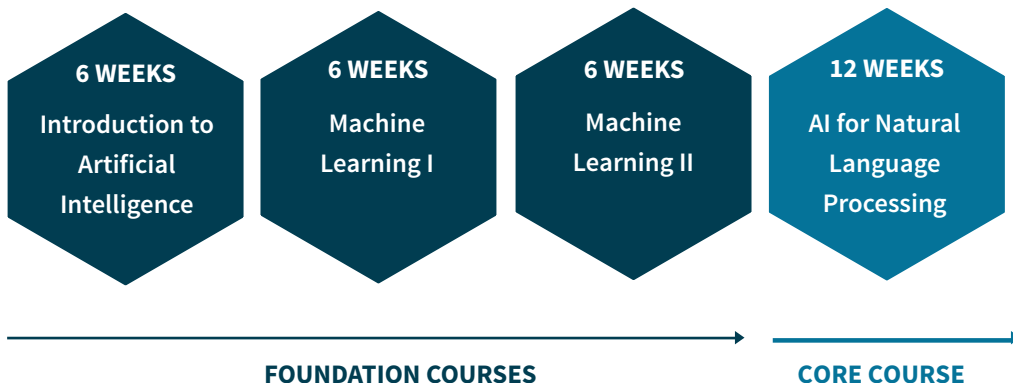 6 WEEKS
Introduction to
Artificial
Intelligence
6 WEEKS
Machine
Learning I
6 WEEKS
Machine
Learning II
12 WEEKS
AI for Natural
Language
Processing
FOUNDATION COURSES
CORE COURSE